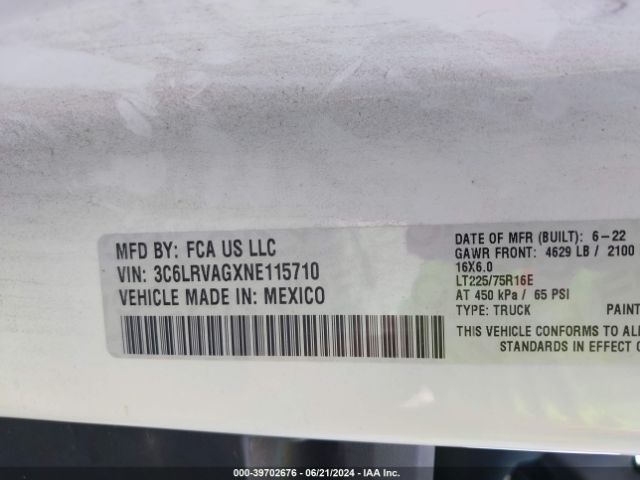 MFD BY: FCA US LLC
VIN: 3C6LRVAGXNE115710
VEHICLE MADE IN: MEXICO
DATE OF MFR (BUILT): 6-22
GAWR FRONT: 4629 LB / 2100
16X6.0
LT225/75R16E
AT 450 kPa / 65 PSI
TYPE: TRUCK PAINT
THIS VEHICLE CONFORMS TO AL
STANDARDS IN EFFECT O
000-39702676 - 06/21/2024 - IAA Inc.